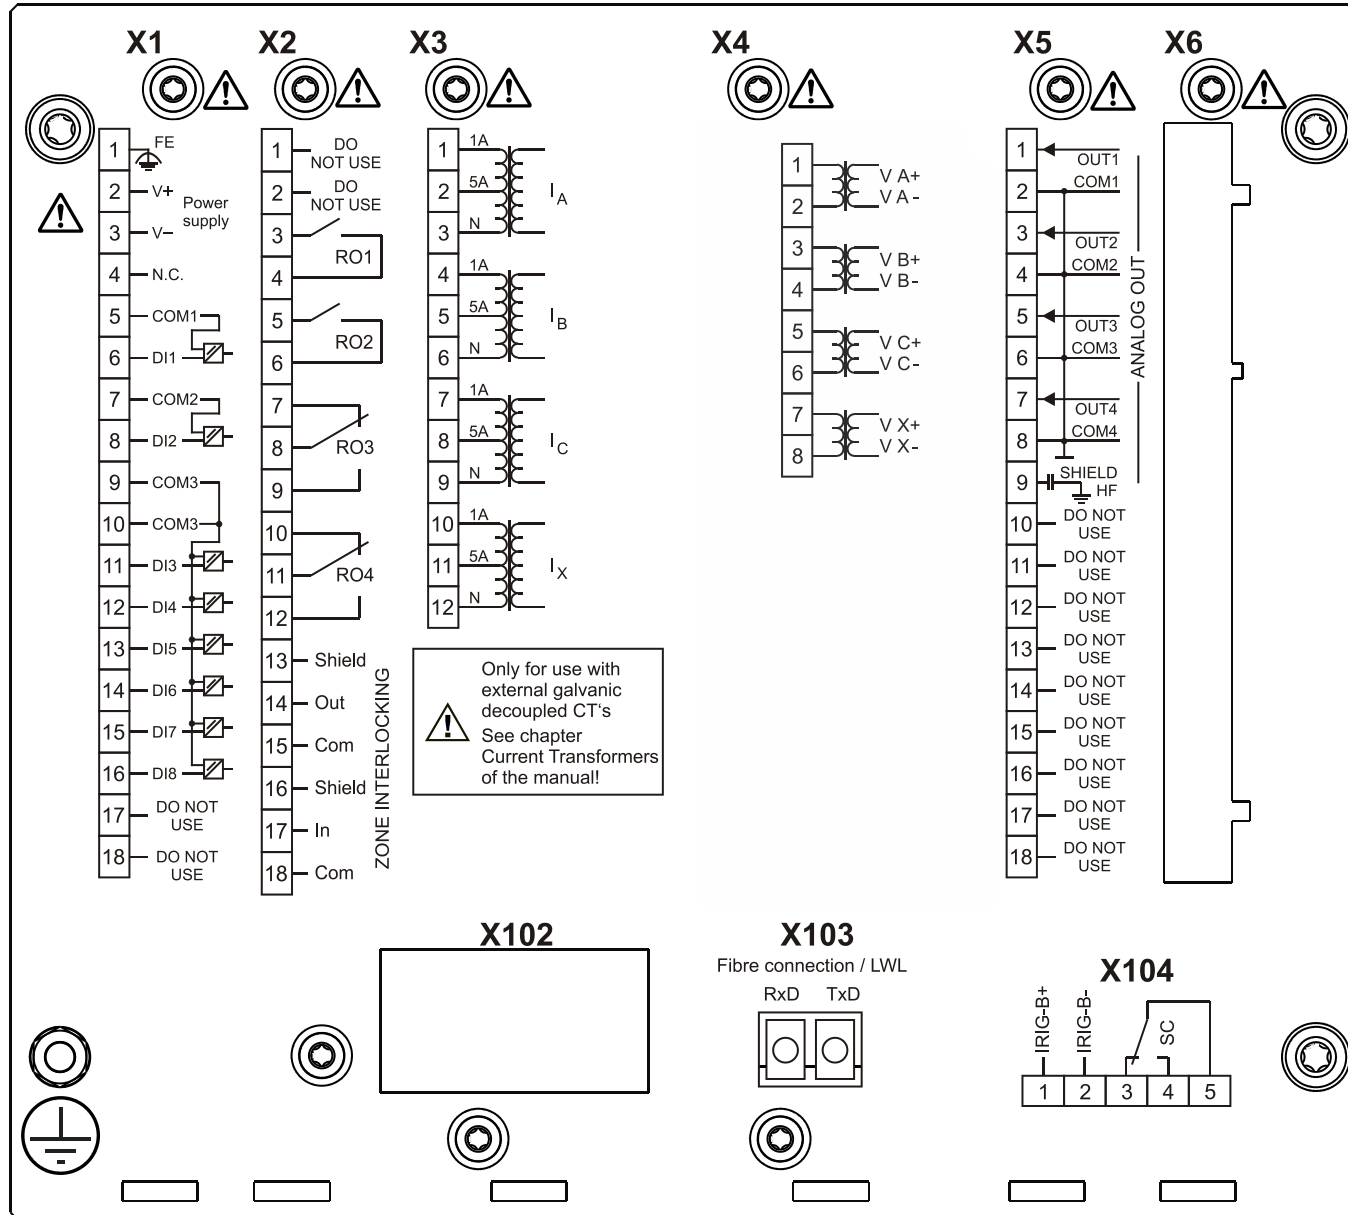 X1
X2
X3
X4
X5
X6
1 FE
2 V+
Power
supply
3 V–
4 N.C.
5 COM1
6 DI1
7 COM2
8 DI2
9 COM3
10 COM3
11 DI3
12 DI4
13 DI5
14 DI6
15 DI7
16 DI8
17 DO NOT
USE
18 DO NOT
USE
1 DO
NOT USE
2 DO
NOT USE
3
RO1
4
5
RO2
6
7
8 RO3
9
10
11 RO4
12
13 Shield
14 Out
15 Com
16 Shield
17 In
18 Com
ZONE INTERLOCKING
1 1A
2 5A I A
3 N
4 1A
5 5A I B
6 N
7 1A
8 5A I C
9 N
10 1A
11 5A I X
12 N
Only for use with
external galvanic
decoupled CT‘s
See chapter
Current Transformers
of the manual!
1 V A+
2 V A-
3 V B+
4 V B-
5 V C+
6 V C-
7 V X+
8 V X-
1 OUT1
2 COM1
3 OUT2
4 COM2
5 OUT3
6 COM3
7 OUT4
8 COM4
ANALOG OUT
9 SHIELD
HF
10 DO NOT
USE
11 DO NOT
USE
12 DO NOT
USE
13 DO NOT
USE
14 DO NOT
USE
15 DO NOT
USE
16 DO NOT
USE
17 DO NOT
USE
18 DO NOT
USE
X102
X103
Fibre connection / LWL
RxD TxD
X104
IRIG-B+
IRIG-B-
SC
1 2 3 4 5